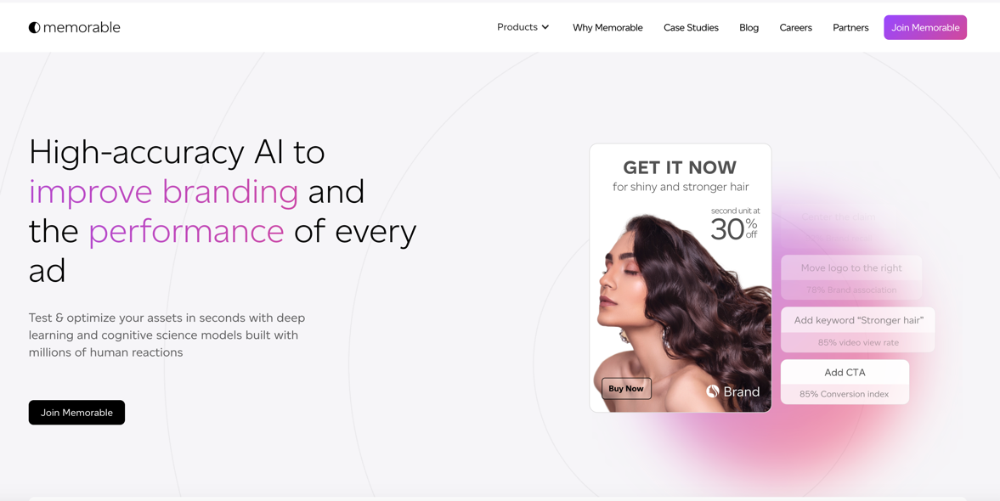 memorable
Products
Why Memorable
Case Studies
Blog
Careers
Partners
Join Memorable
High-accuracy AI to
improve branding and
the performance of every
ad
Test & optimize your assets in seconds with deep
learning and cognitive science models built with
millions of human reactions
Join Memorable
GET IT NOW
for shiny and stronger hair
second unit at
30% off
Buy Now
Brand
Center the claim
Move logo to the right
78% Brand association
Add keyword “Stronger hair”
85% video view rate
Add CTA
85% Conversion index